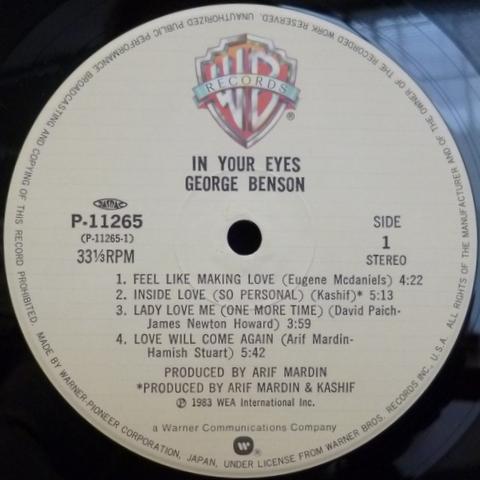 WB
RECORDS
®
IN YOUR EYES
GEORGE BENSON
JASRAC
P-11265
(P-11265-1)
33⅓RPM
SIDE
1
STEREO
1. FEEL LIKE MAKING LOVE (Eugene Mcdaniels) 4:22
2. INSIDE LOVE (SO PERSONAL) (Kashif)* 5:13
3. LADY LOVE ME (ONE MORE TIME) (David Paich-
James Newton Howard) 3:59
4. LOVE WILL COME AGAIN (Arif Mardin-
Hamish Stuart) 5:42
PRODUCED BY ARIF MARDIN
*PRODUCED BY ARIF MARDIN & KASHIF
℗ 1983 WEA International Inc.
a Warner Communications Company
W®
MADE BY WARNER-PIONEER CORPORATION, JAPAN, UNDER LICENSE FROM WARNER BROS. RECORDS INC. U.S.A. ALL RIGHTS OF THE MANUFACTURER AND OF THE OWNER OF THE RECORDED WORK RESERVED. UNAUTHORIZED PUBLIC PERFORMANCE BROADCASTING AND COPYING OF THIS RECORD PROHIBITED.